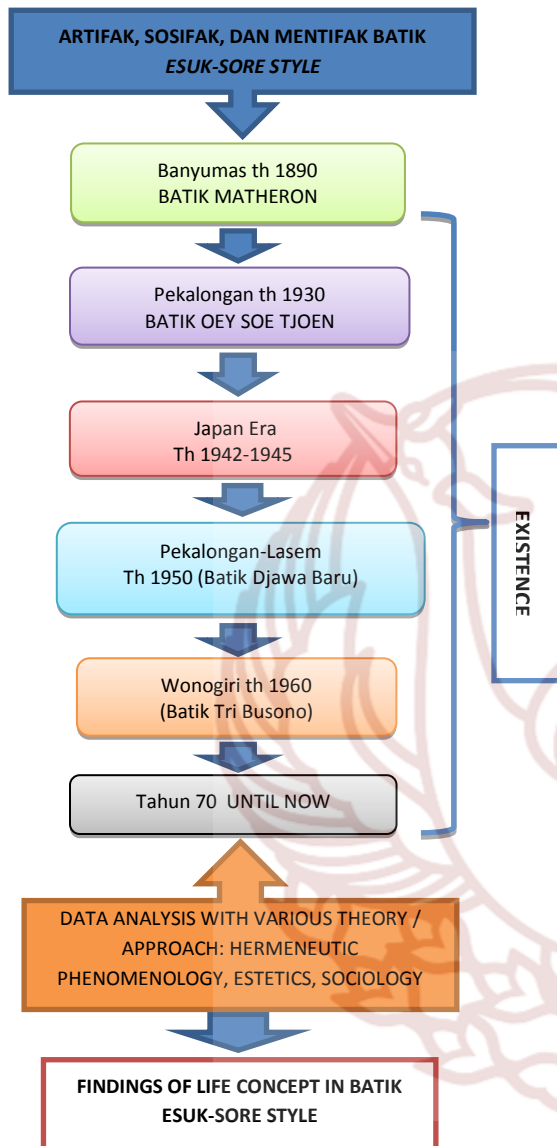 ARTIFAK, SOSIFAK, DAN MENTIFAK BATIK
ESUK-SORE STYLE
Banyumas th 1890
BATIK MATHERON
Pekalongan th 1930
BATIK OEY SOE TJOEN
Japan Era
Th 1942-1945
Pekalongan-Lasem
Th 1950 (Batik Djawa Baru)
Wonogiri th 1960
(Batik Tri Busono)
Tahun 70  UNTIL NOW
EXISTENCE
DATA ANALYSIS WITH VARIOUS THEORY /
APPROACH: HERMENEUTIC
PHENOMENOLOGY, ESTETICS, SOCIOLOGY
FINDINGS OF LIFE CONCEPT IN BATIK
ESUK-SORE STYLE